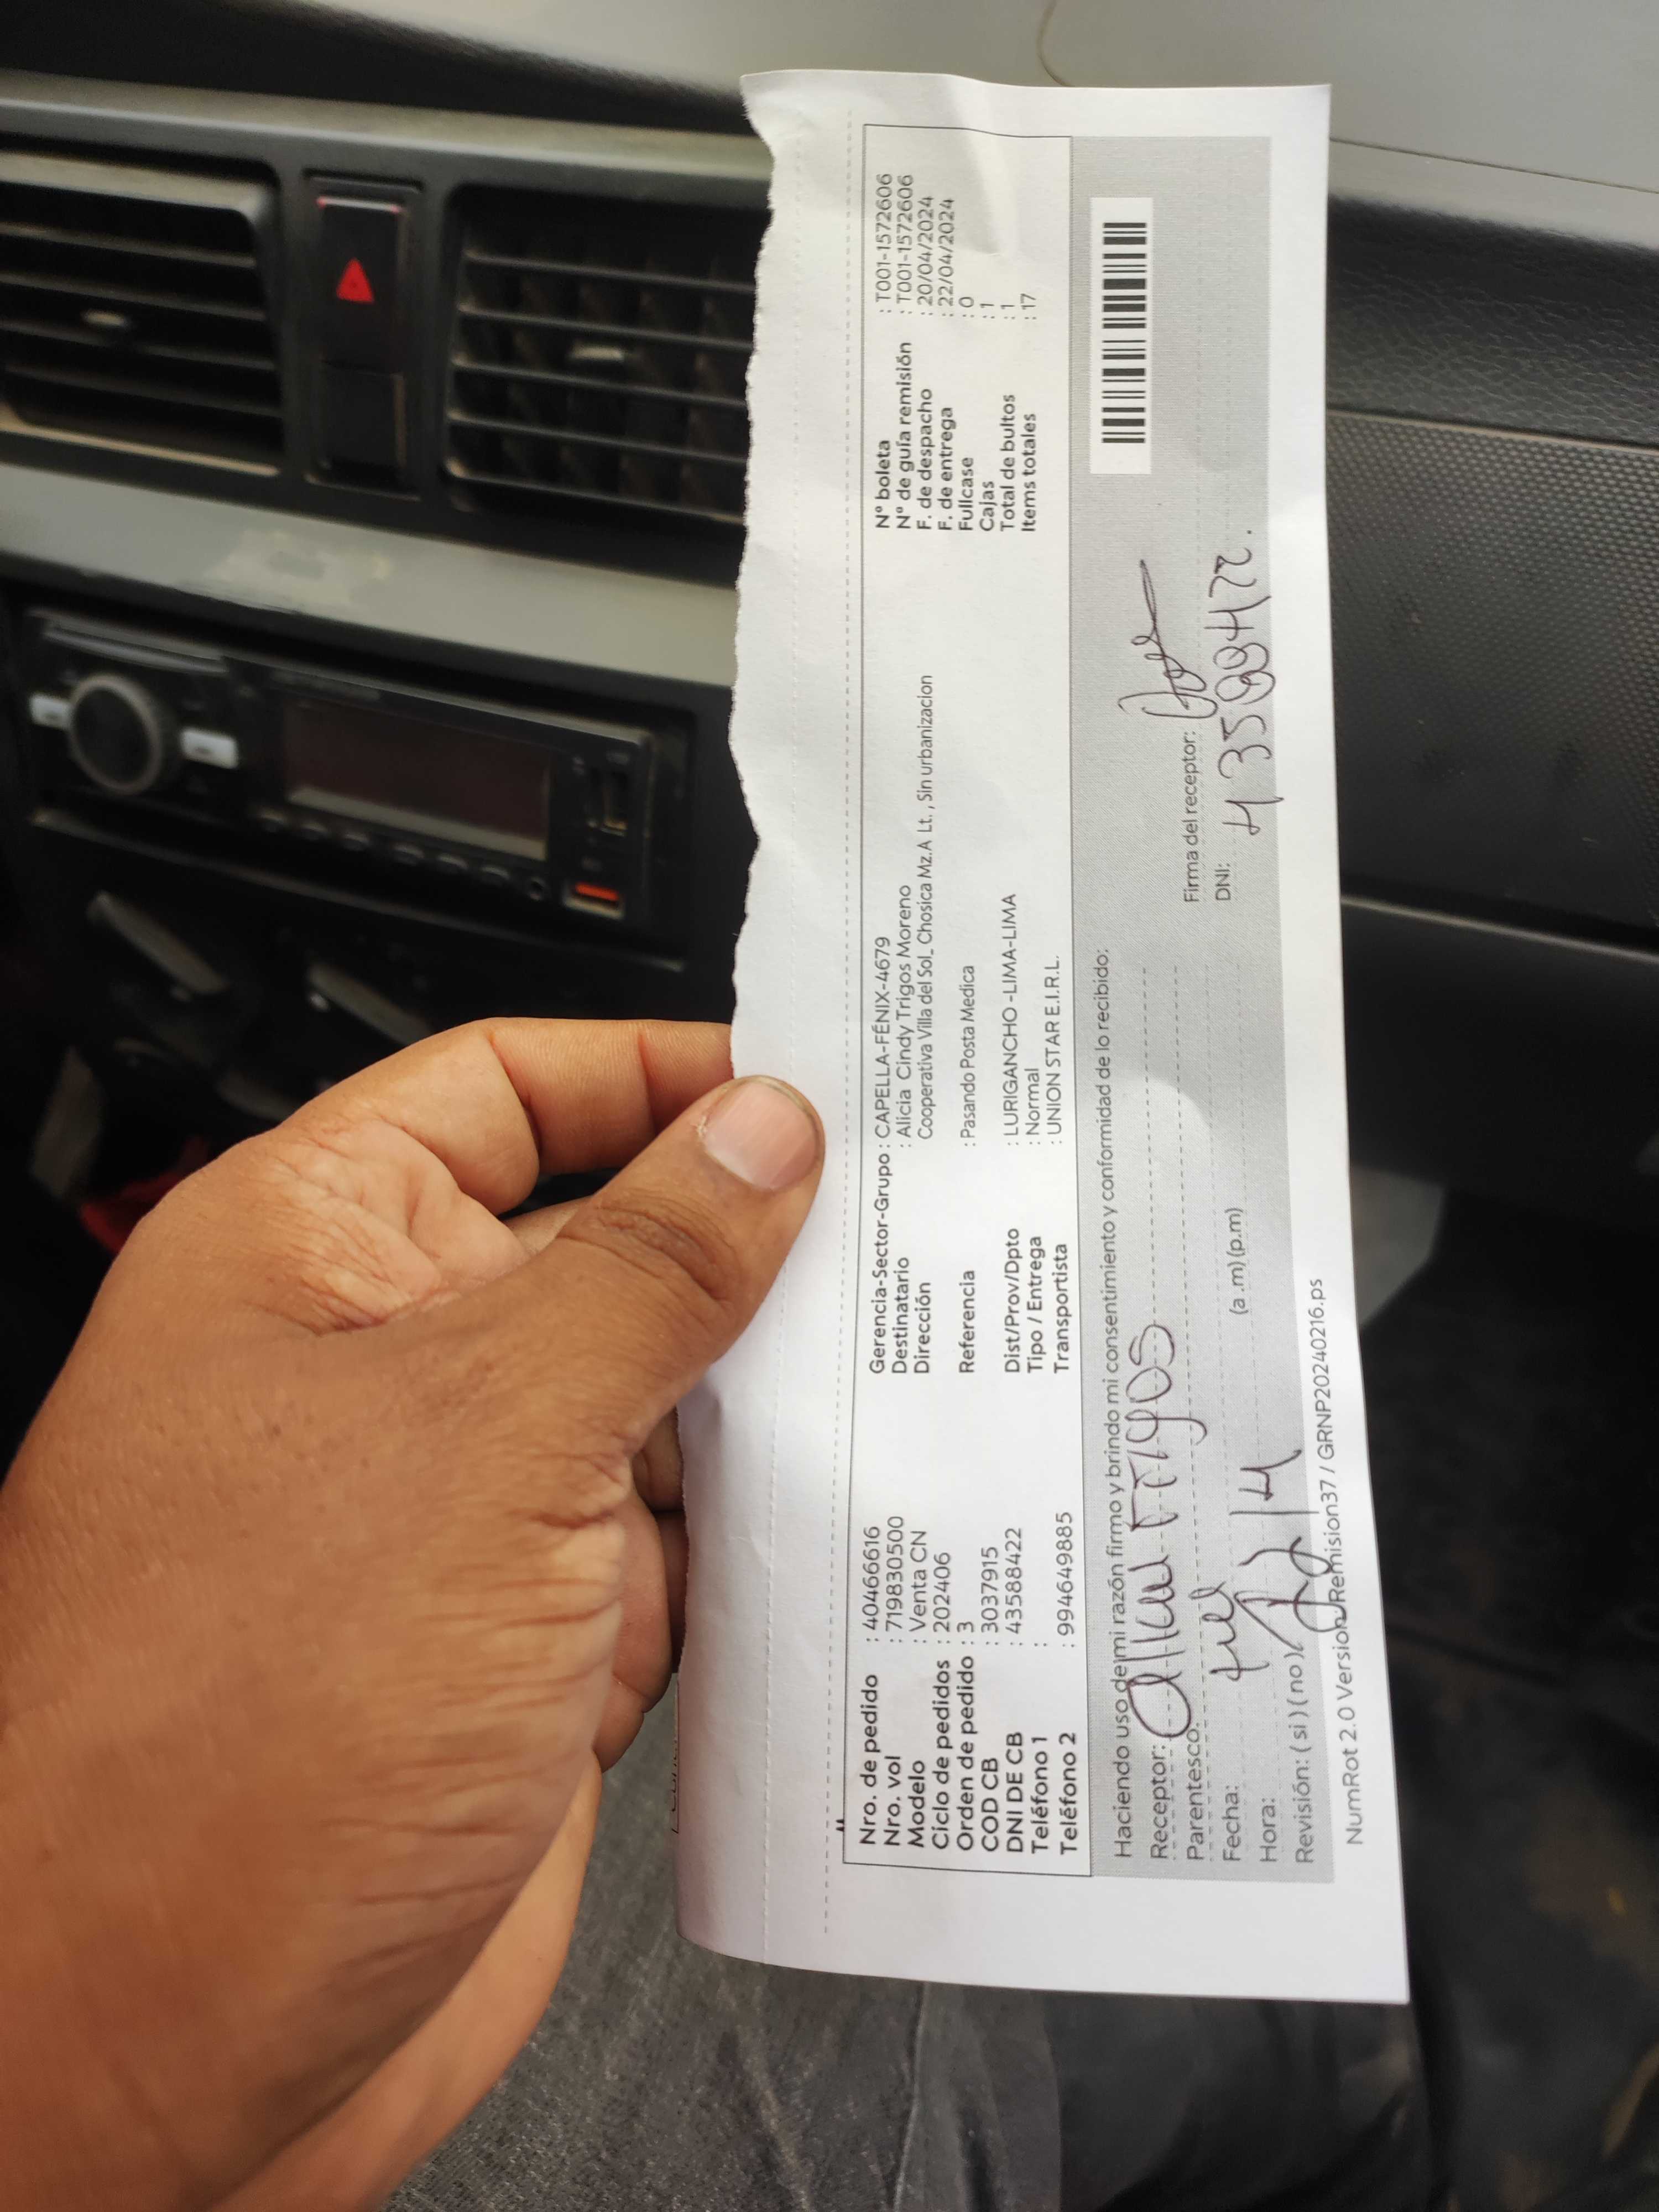 Nro. de pedido : 40466616
Nro. vol : 719830500
Modelo : Venta CN
Ciclo de pedidos : 202406
Orden de pedido : 3
COD CB : 3037915
DNI DE CB : 43588422
Teléfono 1 :
Teléfono 2 : 994649885
Gerencia-Sector-Grupo : CAPELLA-FÉNIX-4679
Destinatario : Alicia Cindy Trigos Moreno
Dirección Cooperativa Villa del Sol_ Chosica Mz.A Lt. , Sin urbanizacion
Referencia : Pasando Posta Medica
Dist/Prov/Dpto : LURIGANCHO -LIMA-LIMA
Tipo / Entrega : Normal
Transportista : UNION STAR E.I.R.L.
N° boleta : T001-1572606
N° de guía remisión : T001-1572606
F. de despacho : 20/04/2024
F. de entrega : 22/04/2024
Fullcase : 0
Cajas : 1
Total de bultos : 1
Items totales : 17
Haciendo uso de mi razón firmo y brindo mi consentimiento y conformidad de lo recibido:
Receptor: Trigos
Parentesco:
Fecha:
Hora: (a.m)(p.m)
Revisión: ( si ) ( no )
Firma del receptor:
DNI: 43588422.
NumRot 2.0 Version Remision37 / GRNP20240216.ps